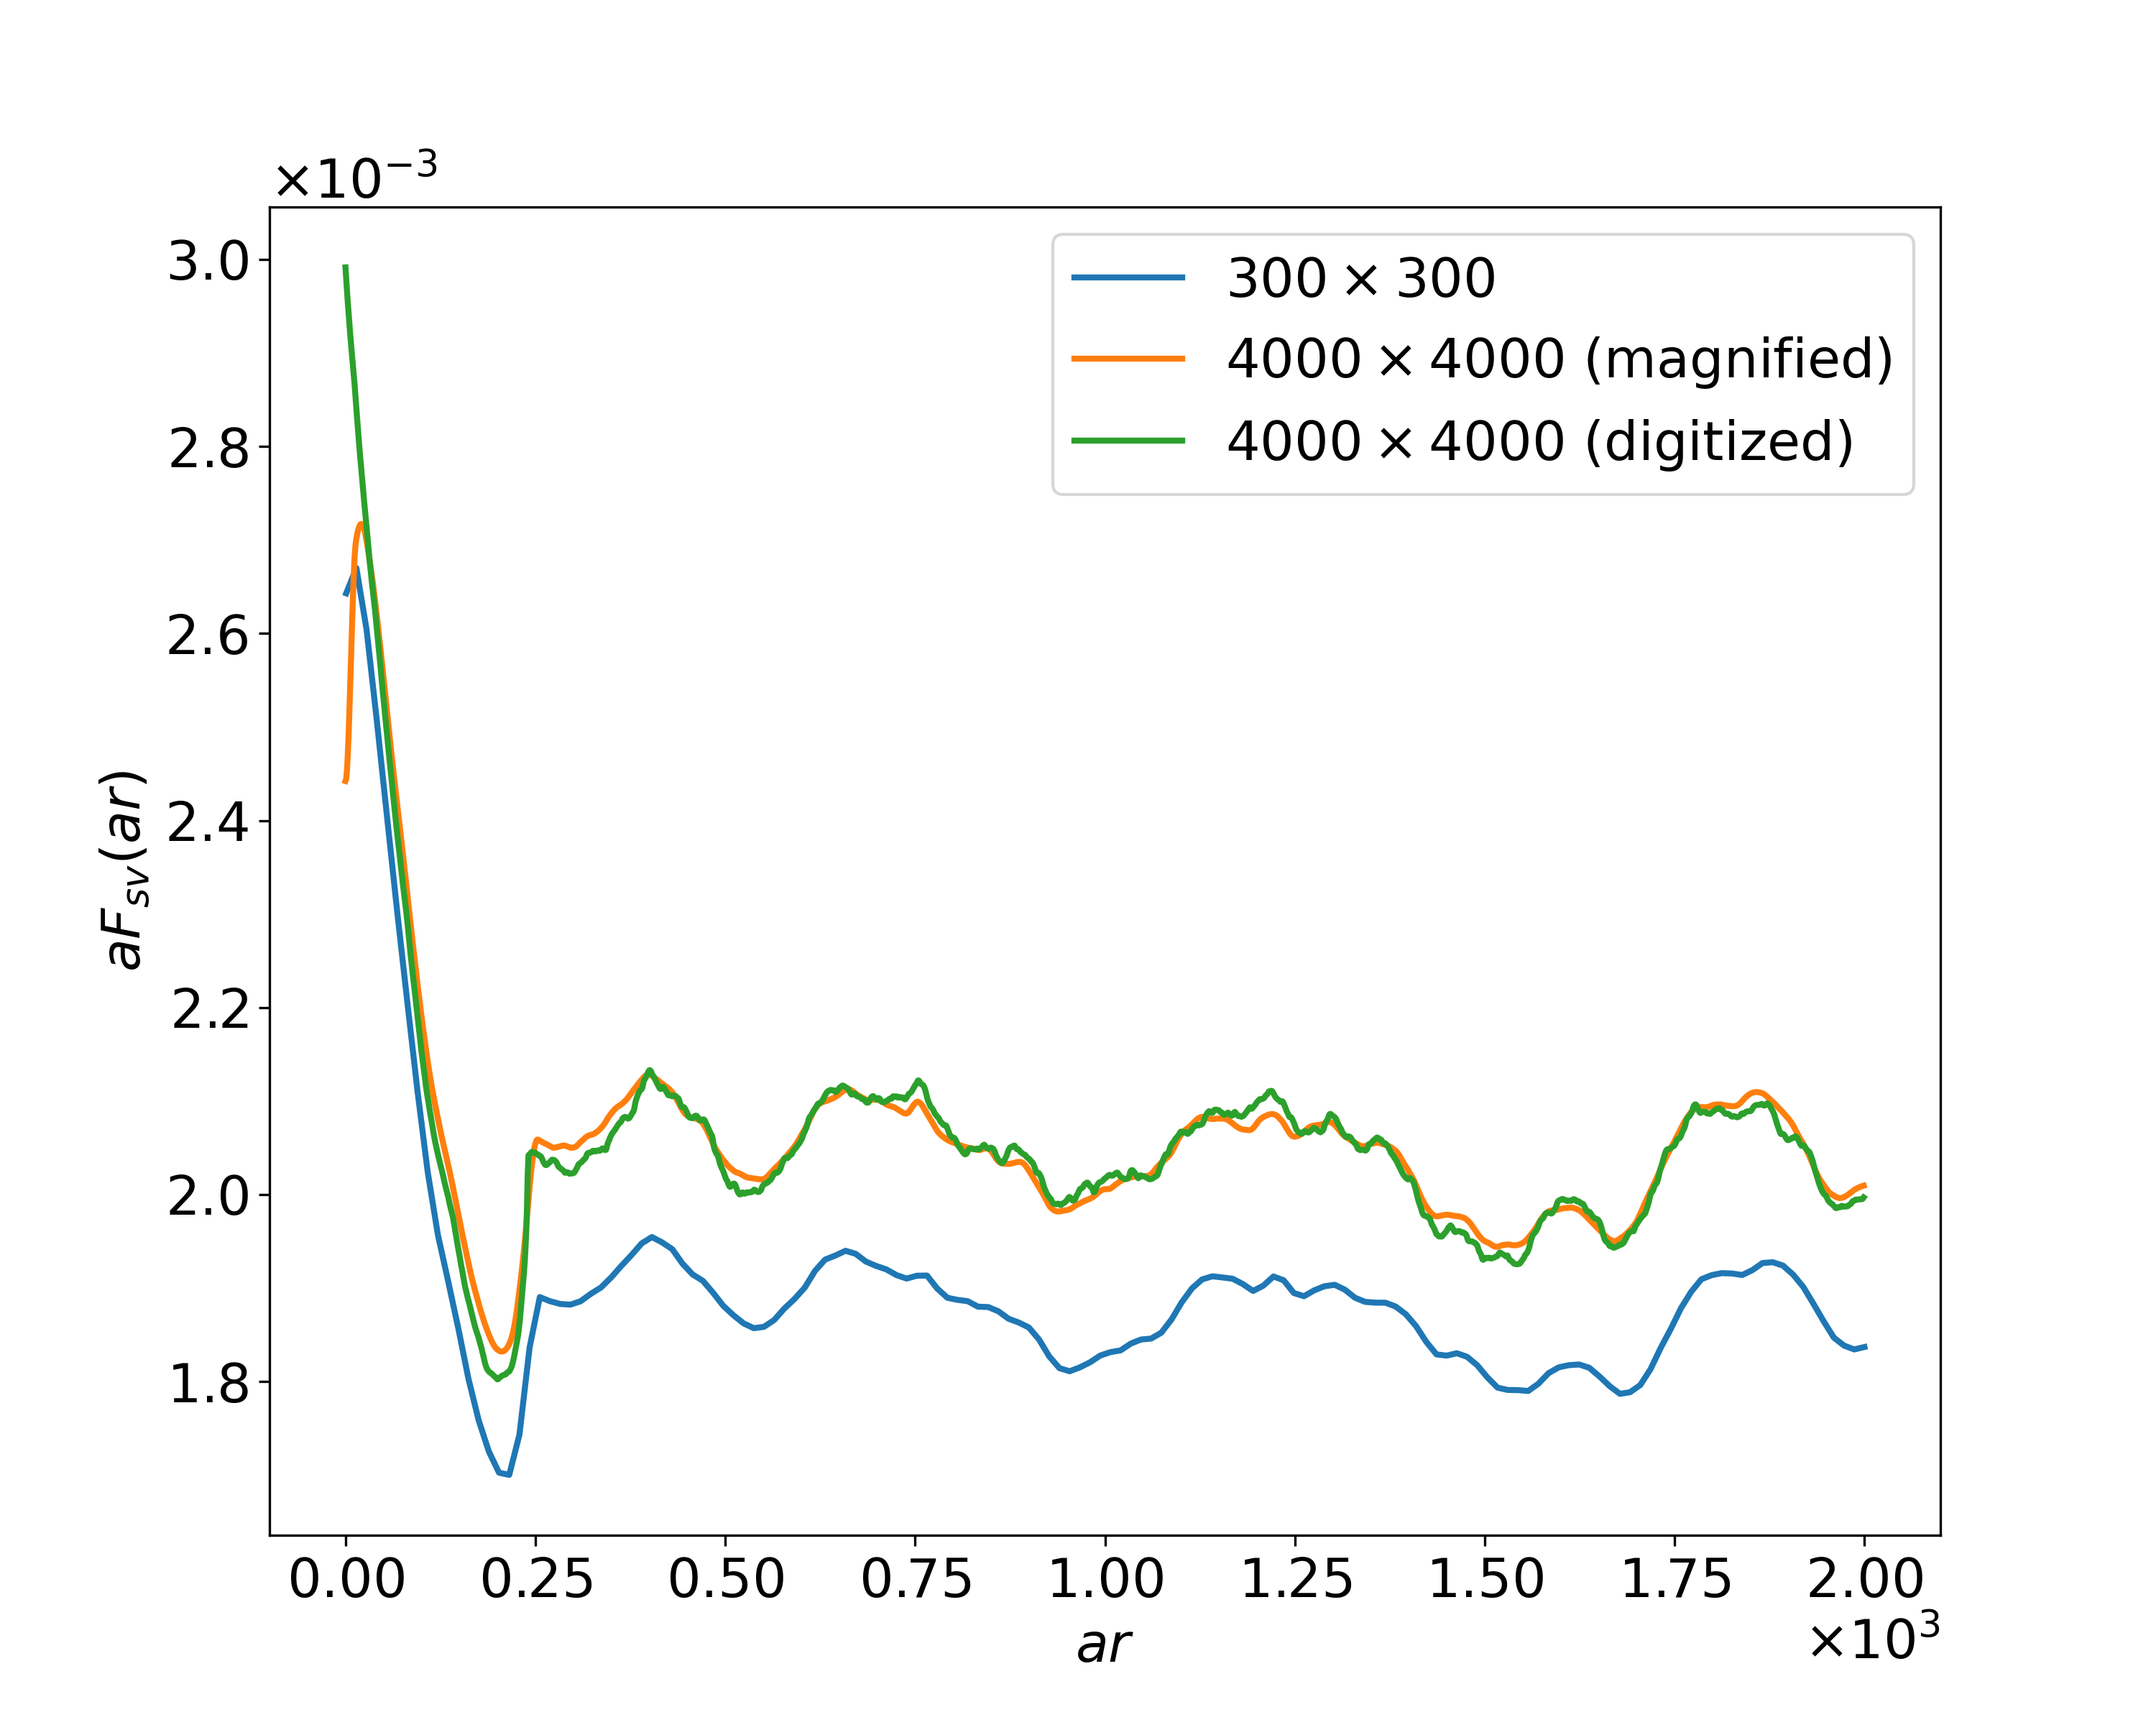 ×10⁻³
3.0
2.8
2.6
2.4
2.2
2.0
1.8
aF_sv(ar)
300 × 300
4000 × 4000 (magnified)
4000 × 4000 (digitized)
0.00 0.25 0.50 0.75 1.00 1.25 1.50 1.75 2.00
ar
×10³